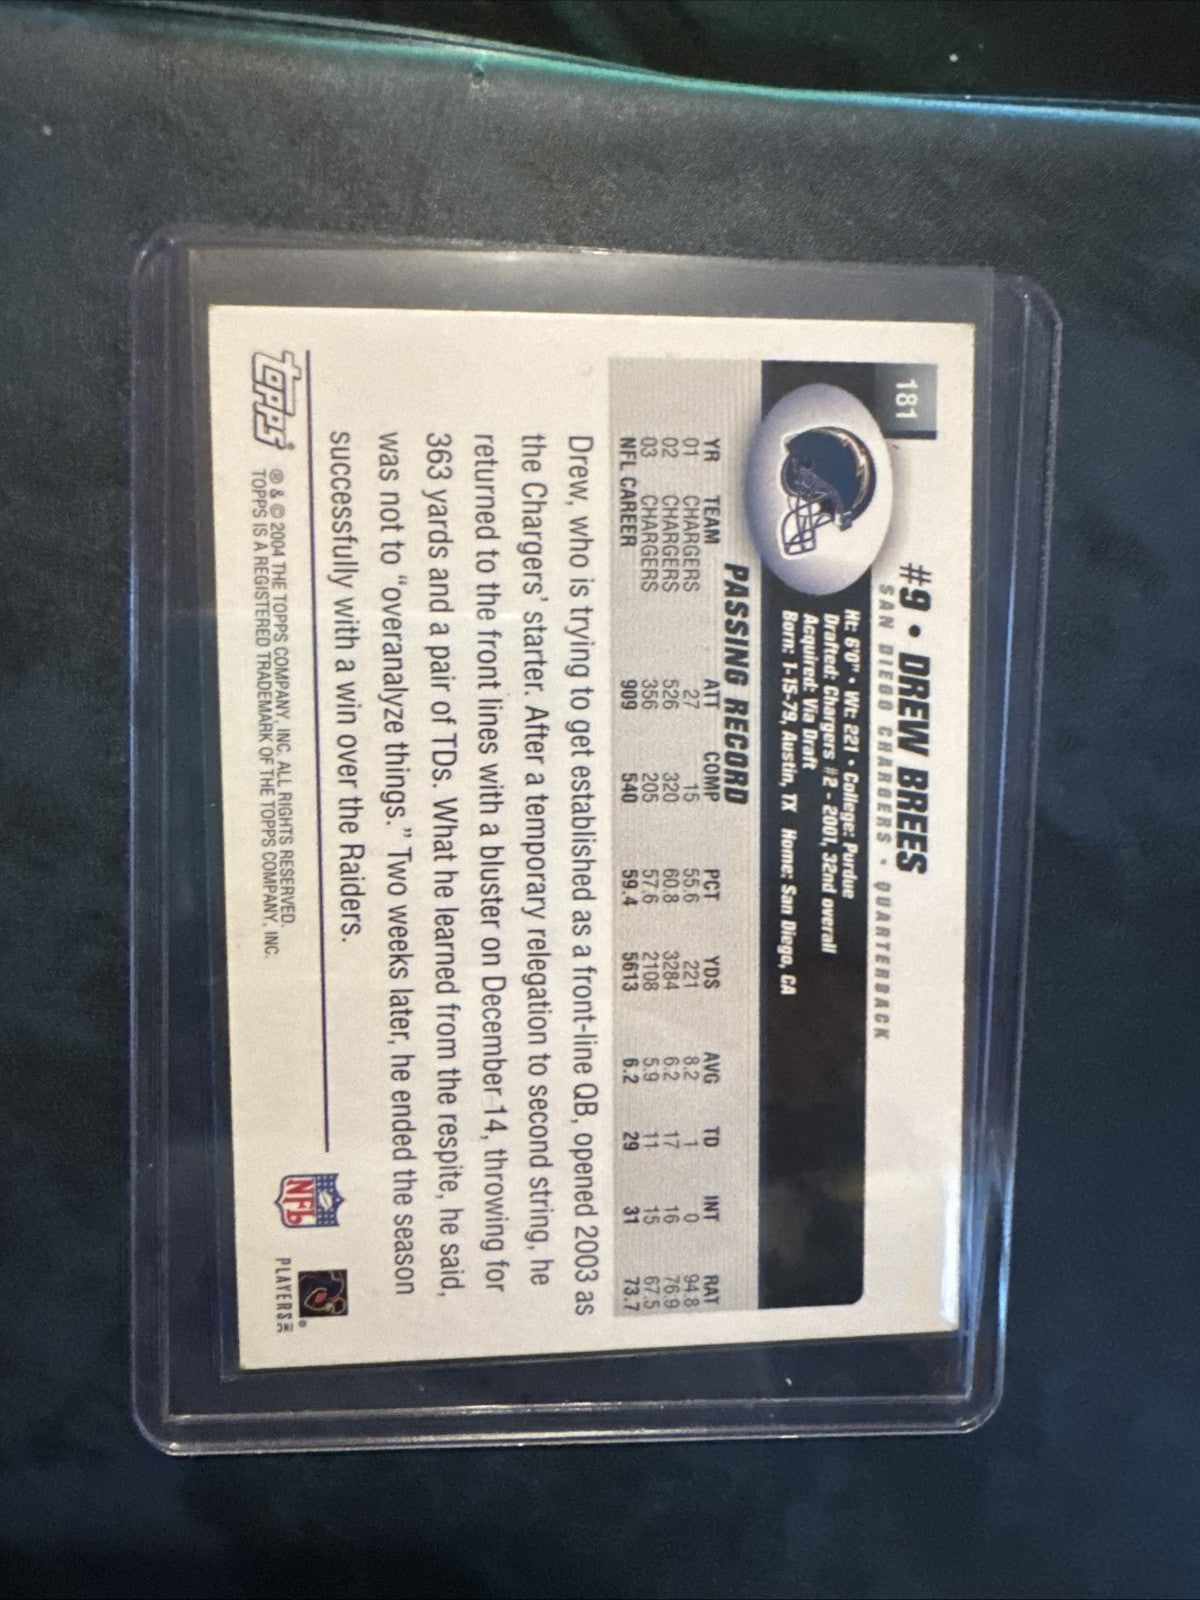 181
#9 • DREW BREES
SAN DIEGO CHARGERS • QUARTERBACK
Ht: 6'0" • Wt: 221 • College: Purdue
Drafted: Chargers #2 - 2001, 32nd overall
Acquired: Via Draft
Born: 1-15-79, Austin, TX Home: San Diego, CA
PASSING RECORD
YR TEAM ATT COMP PCT YDS AVG TD INT RAT
01 CHARGERS 27 15 55.6 221 8.2 1 0 94.8
02 CHARGERS 526 320 60.8 3284 6.2 17 16 76.9
03 CHARGERS 356 205 57.6 2108 5.9 11 15 67.5
NFL CAREER 909 540 59.4 5613 6.2 29 31 73.7
Drew, who is trying to get established as a front-line QB, opened 2003 as
the Chargers' starter. After a temporary relegation to second string, he
returned to the front lines with a bluster on December 14, throwing for
363 yards and a pair of TDs. What he learned from the respite, he said,
was not to "overanalyze things." Two weeks later, he ended the season
successfully with a win over the Raiders.
topps®
® & © 2004 THE TOPPS COMPANY, INC. ALL RIGHTS RESERVED.
TOPPS IS A REGISTERED TRADEMARK OF THE TOPPS COMPANY, INC.
NFL
PLAYERS